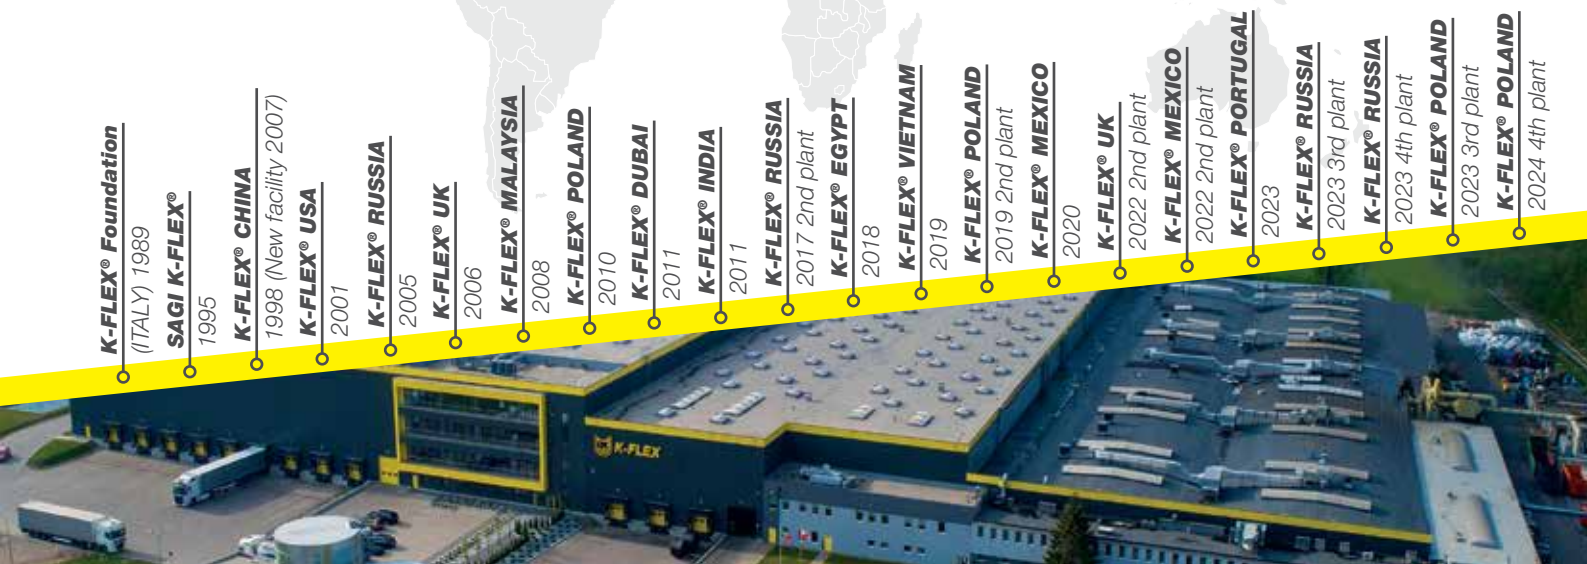 K-FLEX® Foundation
(ITALY) 1989
SAGI K-FLEX®
1995
K-FLEX® CHINA
1998 (New facility 2007)
K-FLEX® USA
2001
K-FLEX® RUSSIA
2005
K-FLEX® UK
2006
K-FLEX® MALAYSIA
2008
K-FLEX® POLAND
2010
K-FLEX® DUBAI
2011
K-FLEX® INDIA
2011
K-FLEX® RUSSIA
2017 2nd plant
K-FLEX® EGYPT
2018
K-FLEX® VIETNAM
2019
K-FLEX® POLAND
2019 2nd plant
K-FLEX® MEXICO
2020
K-FLEX® UK
2022 2nd plant
K-FLEX® MEXICO
2022 2nd plant
K-FLEX® PORTUGAL
2023
K-FLEX® RUSSIA
2023 3rd plant
K-FLEX® RUSSIA
2023 4th plant
K-FLEX® POLAND
2023 3rd plant
K-FLEX® POLAND
2024 4th plant
K-FLEX